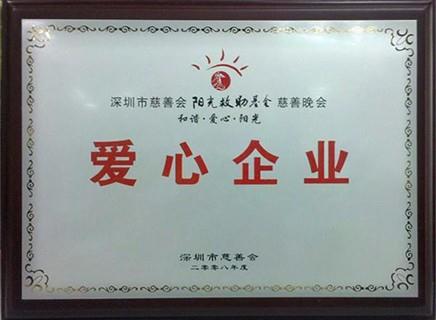 深圳市慈善会 阳光救助基金 慈善晚会
和谐·爱心·阳光
爱心企业
深圳市慈善会
二零零八年度